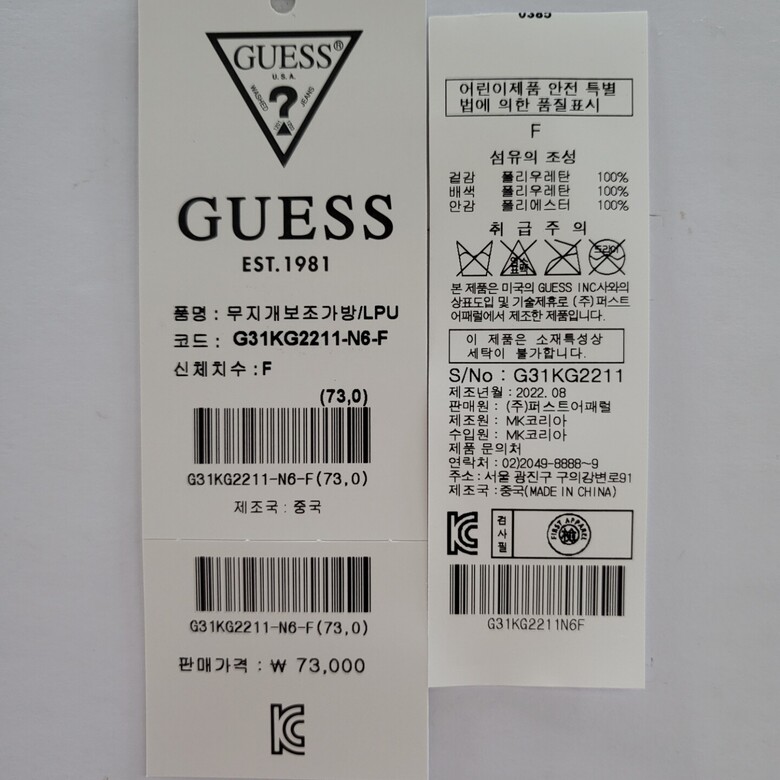 GUESS®
U.S.A.
WASHED
JEANS
?
GUESS
EST.1981
품명 : 무지개보조가방/LPU
코드 : G31KG2211-N6-F
신체치수 : F
(73,0)
G31KG2211-N6-F(73,0)
제조국 : 중국
G31KG2211-N6-F(73,0)
판매가격 : ₩ 73,000
0385
어린이제품 안전 특별
법에 의한 품질표시
F
섬유의 조성
겉감 폴리우레탄 100%
배색 폴리우레탄 100%
안감 폴리에스터 100%
취 급 주 의
염소
표백
드라이
본 제품은 미국의 GUESS INC사와의
상표도입 및 기술제휴로 (주)퍼스트
어패럴에서 제조한 제품입니다.
이 제품은 소재특성상
세탁이 불가합니다.
S/No : G31KG2211
제조년월 : 2022. 08
판매원 : (주)퍼스트어패럴
제조원 : MK코리아
수입원 : MK코리아
제품 문의처
연락처 : 02)2049-8888~9
주소 : 서울 광진구 구의강변로91
제조국 : 중국(MADE IN CHINA)
검사필
FIRST APPAREL
G31KG2211N6F